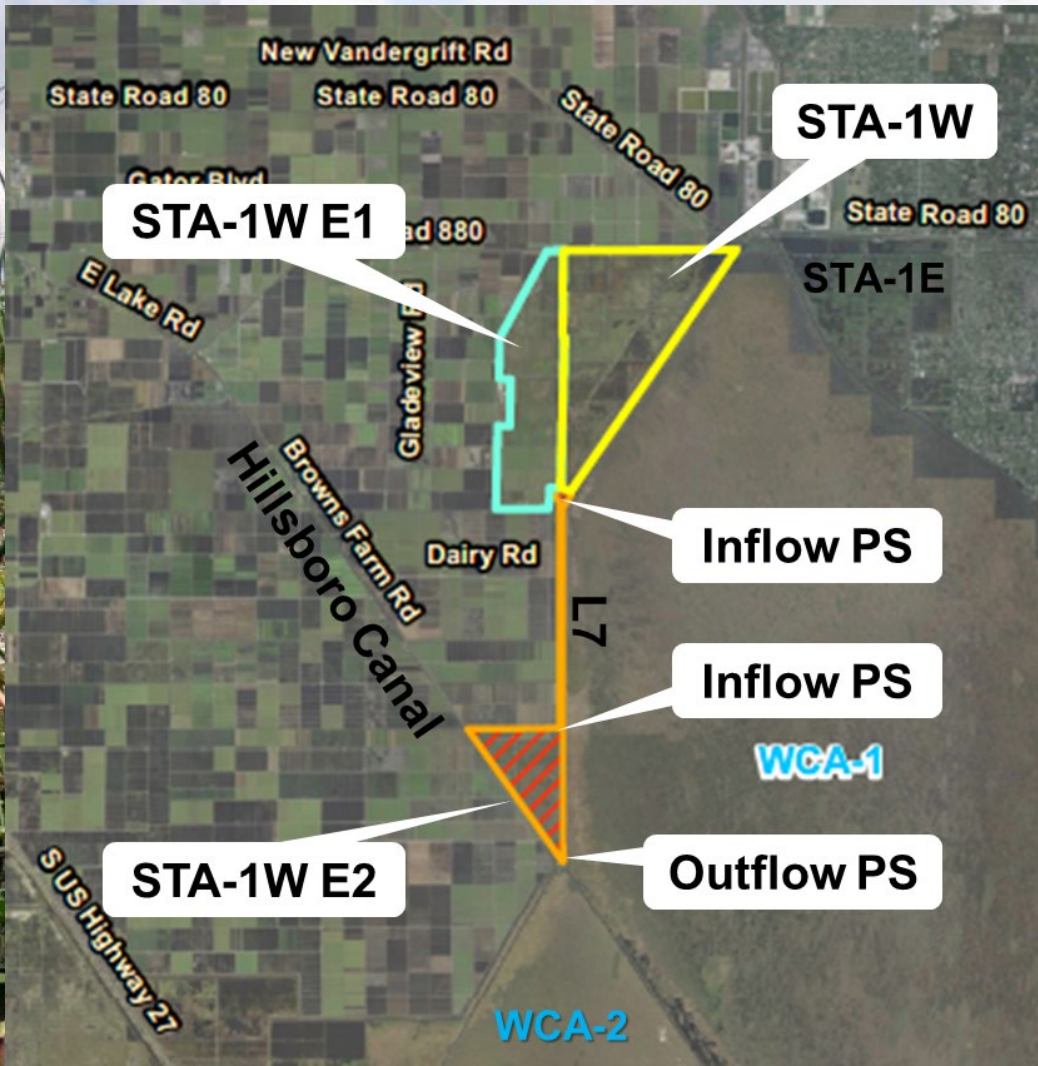 New Vandergrift Rd
State Road 80
State Road 80
State Road 80
STA-1W
Gator Blvd
STA-1W E1
ad 880
State Road 80
E Lake Rd
STA-1E
Gladeview
Hillsboro Canal
Browns Farm Rd
Dairy Rd
Inflow PS
L7
Inflow PS
WCA-1
STA-1W E2
Outflow PS
S US Highway 27
WCA-2